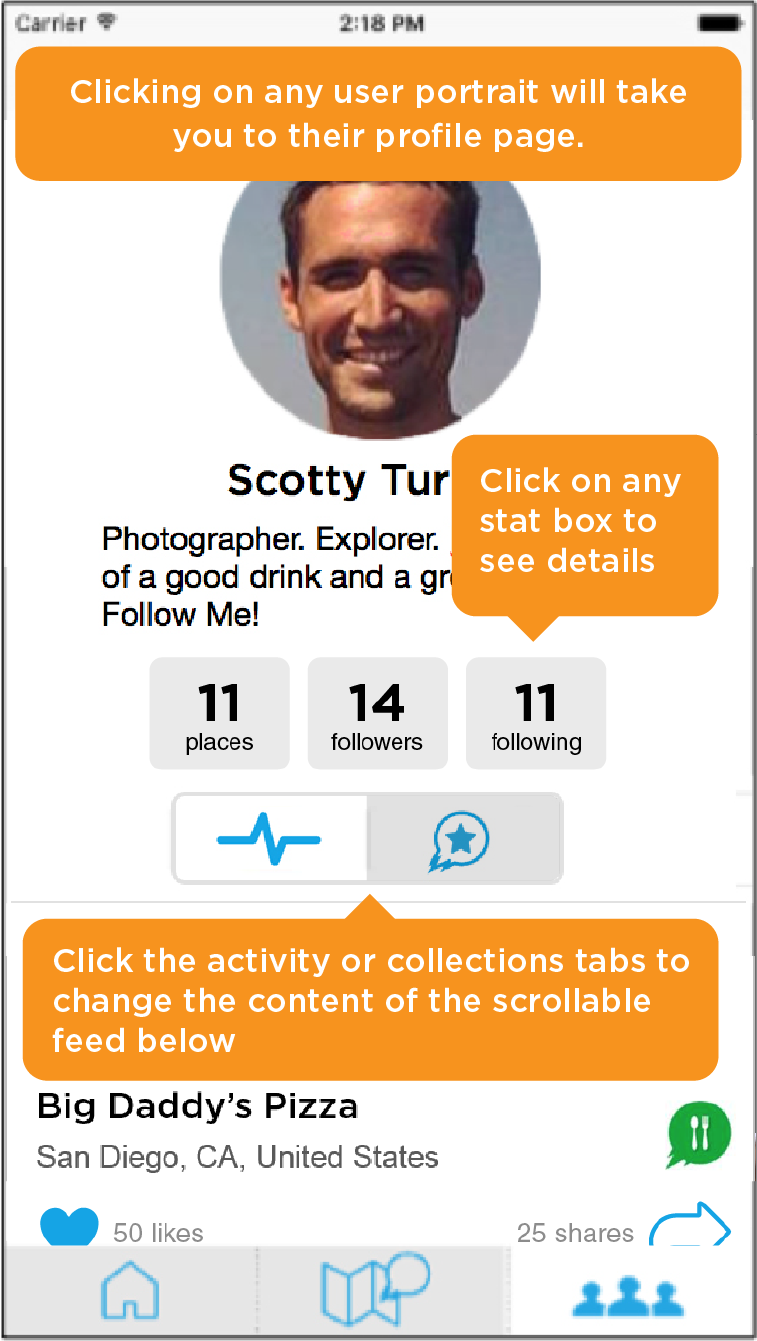 Carrier
2:18 PM
Clicking on any user portrait will take
you to their profile page.
Scotty Tur
Click on any
stat box to
see details
Photographer. Explorer.
of a good drink and a gr
Follow Me!
11
places
14
followers
11
following
Click the activity or collections tabs to
change the content of the scrollable
feed below
Big Daddy’s Pizza
San Diego, CA, United States
50 likes
25 shares